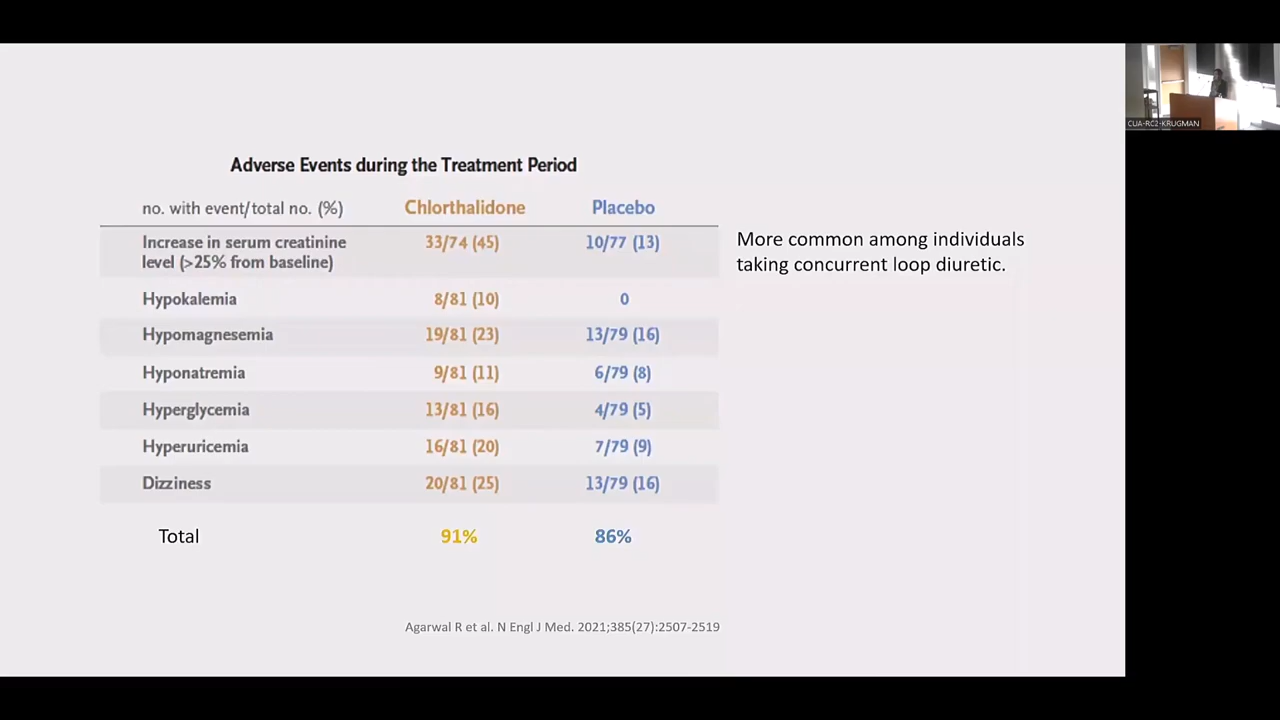 CUA-RC2-KRUGMAN
Adverse Events during the Treatment Period
no. with event/total no. (%) Chlorthalidone Placebo
Increase in serum creatinine 33/74 (45) 10/77 (13)
level (>25% from baseline)
More common among individuals
taking concurrent loop diuretic.
Hypokalemia 8/81 (10) 0
Hypomagnesemia 19/81 (23) 13/79 (16)
Hyponatremia 9/81 (11) 6/79 (8)
Hyperglycemia 13/81 (16) 4/79 (5)
Hyperuricemia 16/81 (20) 7/79 (9)
Dizziness 20/81 (25) 13/79 (16)
Total 91% 86%
Agarwal R et al. N Engl J Med. 2021;385(27):2507-2519